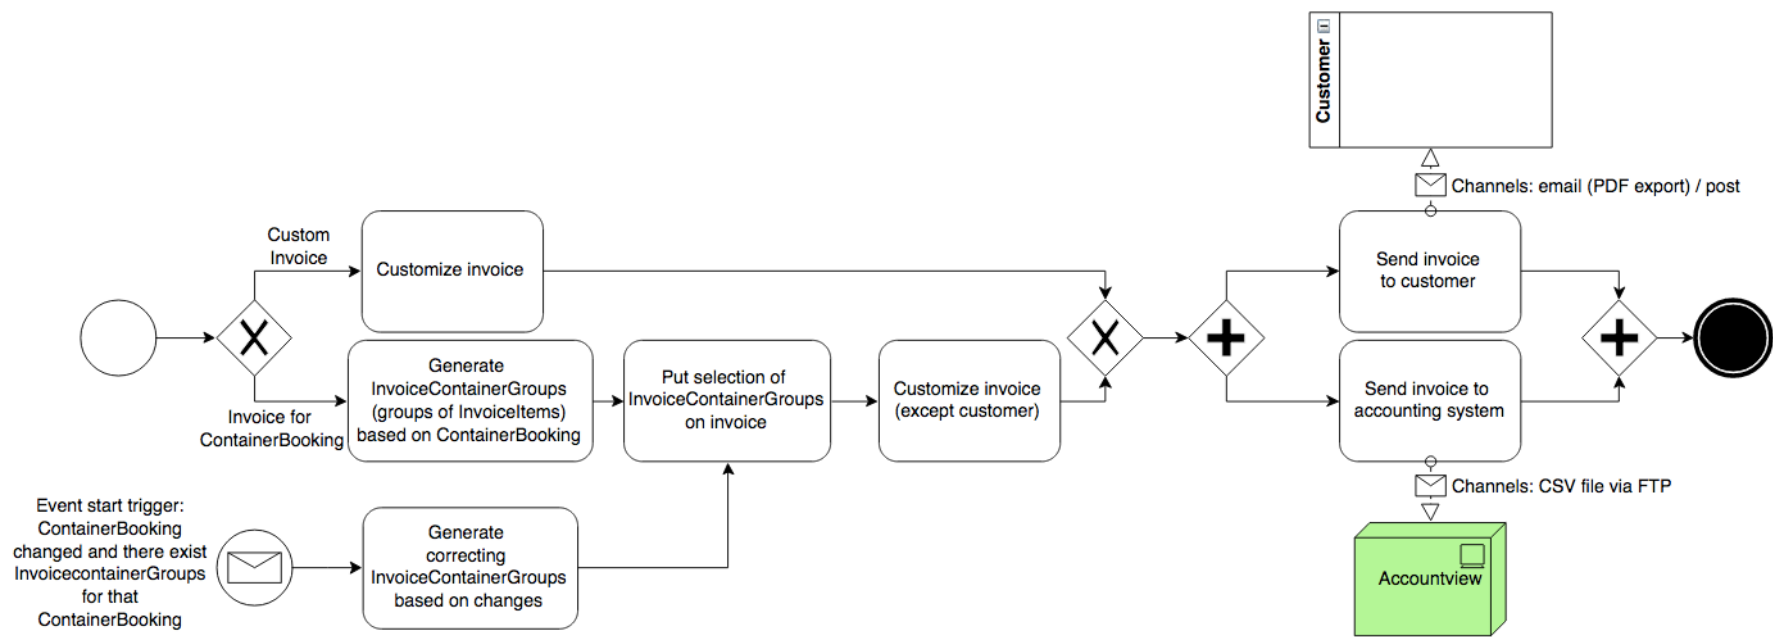 Customer
Channels: email (PDF export) / post
Custom
Invoice
Customize invoice
Send invoice
to customer
Invoice for
ContainerBooking
Generate
InvoiceContainerGroups
(groups of InvoiceItems)
based on ContainerBooking
Put selection of
InvoiceContainerGroups
on invoice
Customize invoice
(except customer)
Send invoice to
accounting system
Channels: CSV file via FTP
Event start trigger:
ContainerBooking
changed and there exist
InvoicecontainerGroups
for that
ContainerBooking
Generate
correcting
InvoiceContainerGroups
based on changes
Accountview